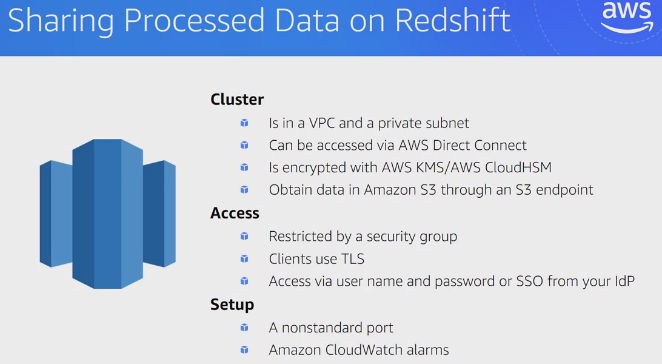 Sharing Processed Data on Redshift
aws
Cluster
Is in a VPC and a private subnet
Can be accessed via AWS Direct Connect
Is encrypted with AWS KMS/AWS CloudHSM
Obtain data in Amazon S3 through an S3 endpoint
Access
Restricted by a security group
Clients use TLS
Access via user name and password or SSO from your IdP
Setup
A nonstandard port
Amazon CloudWatch alarms